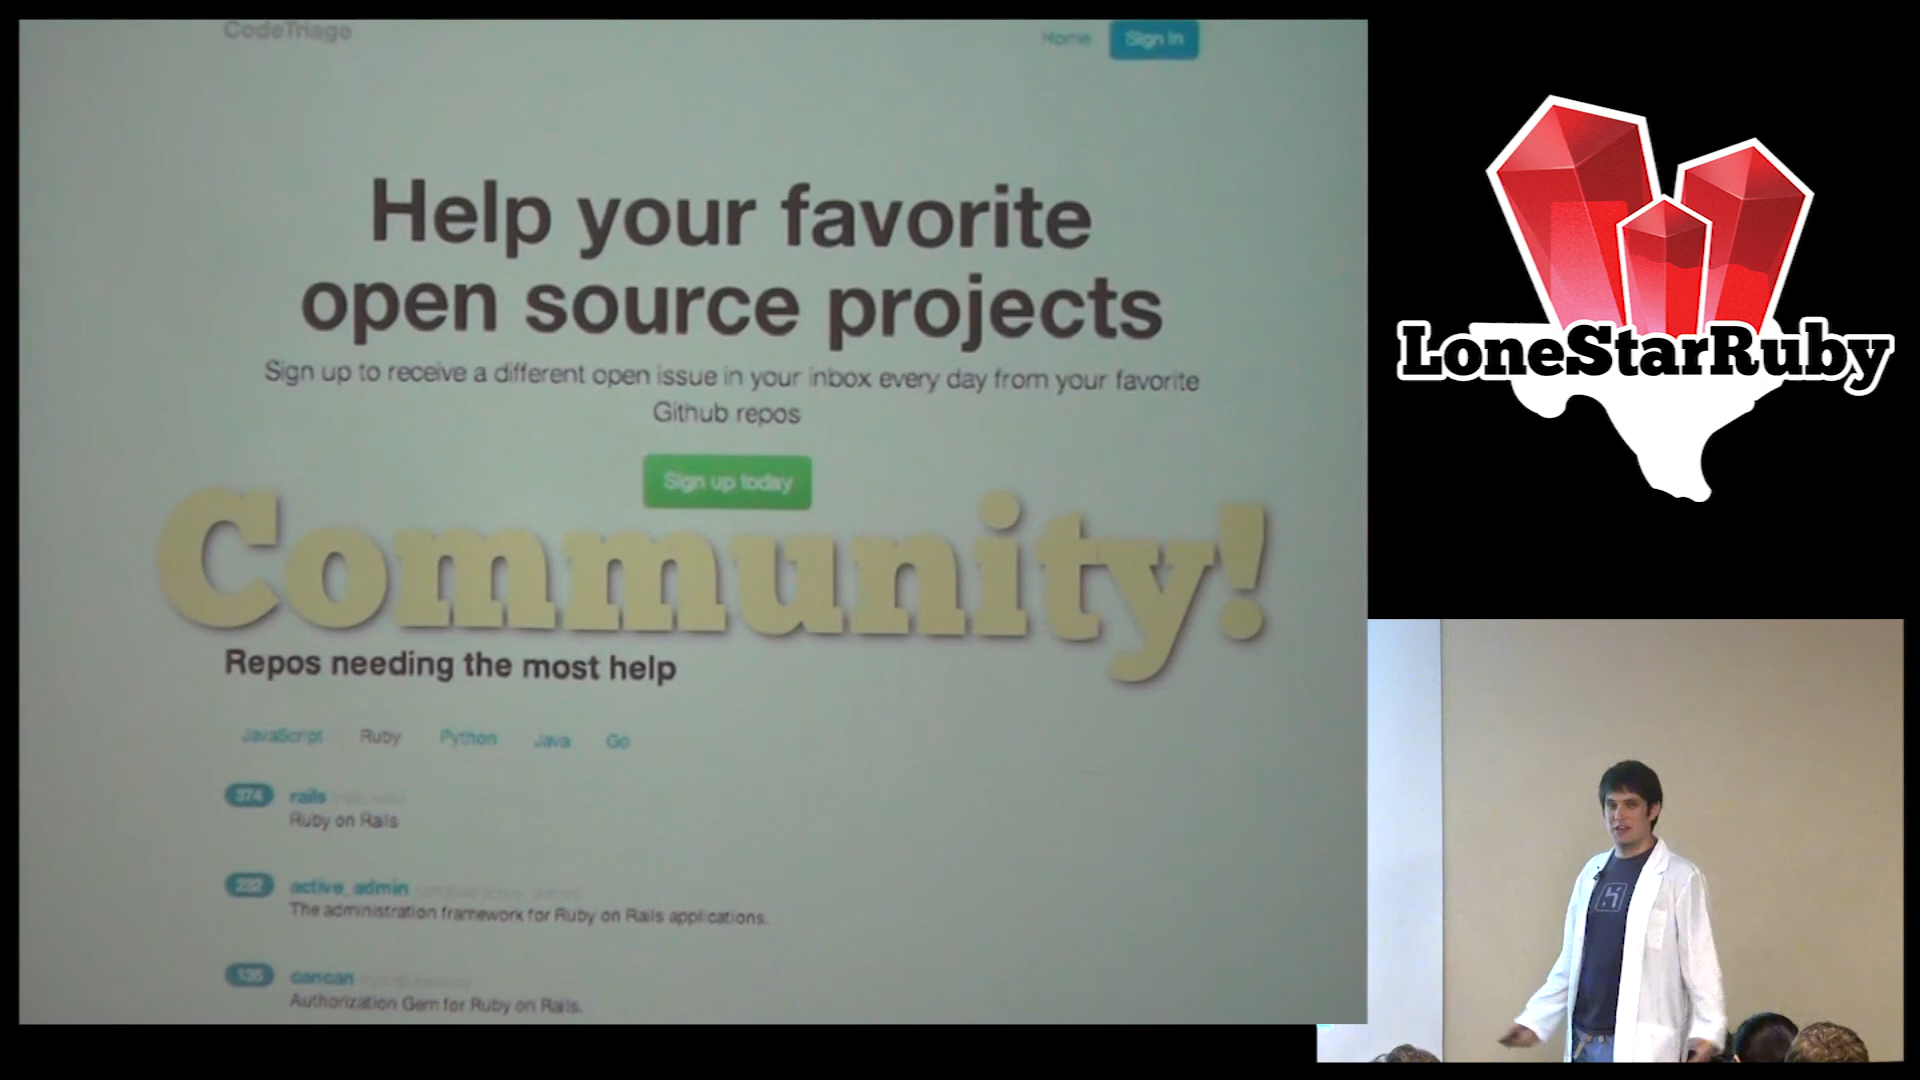 CodeTriage
Home
Sign In
Help your favorite
open source projects
Sign up to receive a different open issue in your inbox every day from your favorite
Github repos
Sign up today
Community!
Repos needing the most help
JavaScript Ruby Python Java Go
374 rails
Ruby on Rails
232 active_admin
The administration framework for Ruby on Rails applications.
135 cancan
Authorization Gem for Ruby on Rails.
LoneStarRuby